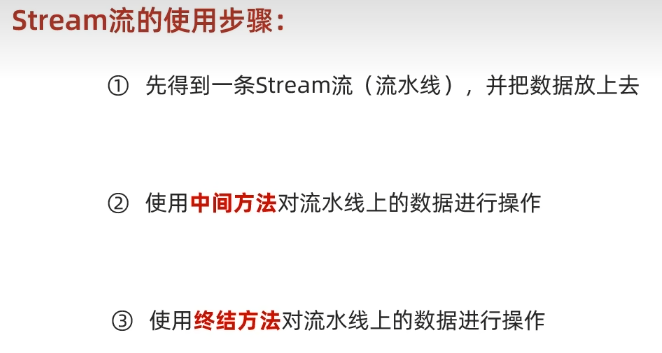 Stream流的使用步骤：
① 先得到一条Stream流（流水线），并把数据放上去
② 使用中间方法对流水线上的数据进行操作
③ 使用终结方法对流水线上的数据进行操作